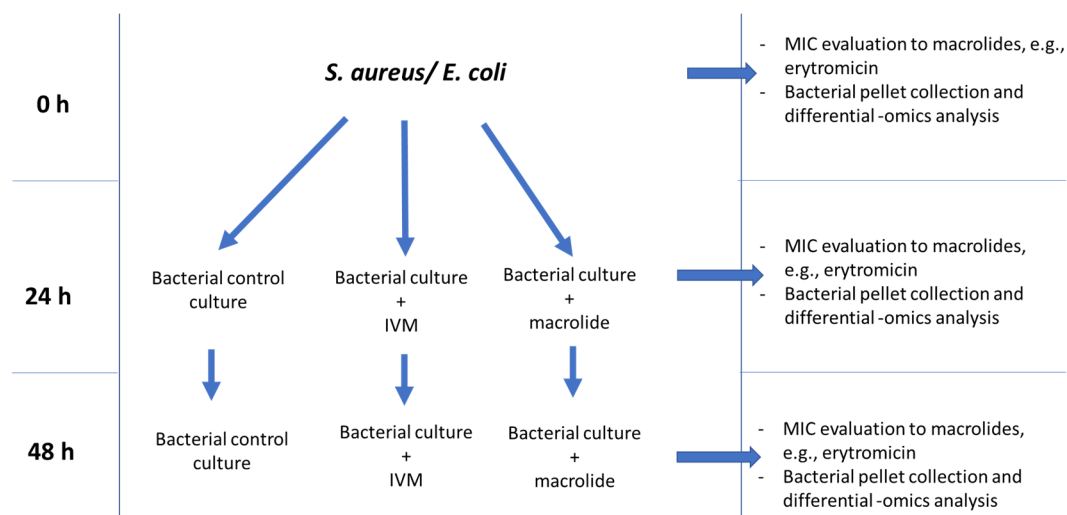 0 h
S. aureus/ E. coli
- MIC evaluation to macrolides, e.g.,
erytromicin
- Bacterial pellet collection and
differential -omics analysis
24 h
Bacterial control
culture
Bacterial culture
+
IVM
Bacterial culture
+
macrolide
- MIC evaluation to macrolides,
e.g., erytromicin
- Bacterial pellet collection and
differential -omics analysis
48 h
Bacterial control
culture
Bacterial culture
+
IVM
Bacterial culture
+
macrolide
- MIC evaluation to macrolides,
e.g., erytromicin
- Bacterial pellet collection and
differential -omics analysis